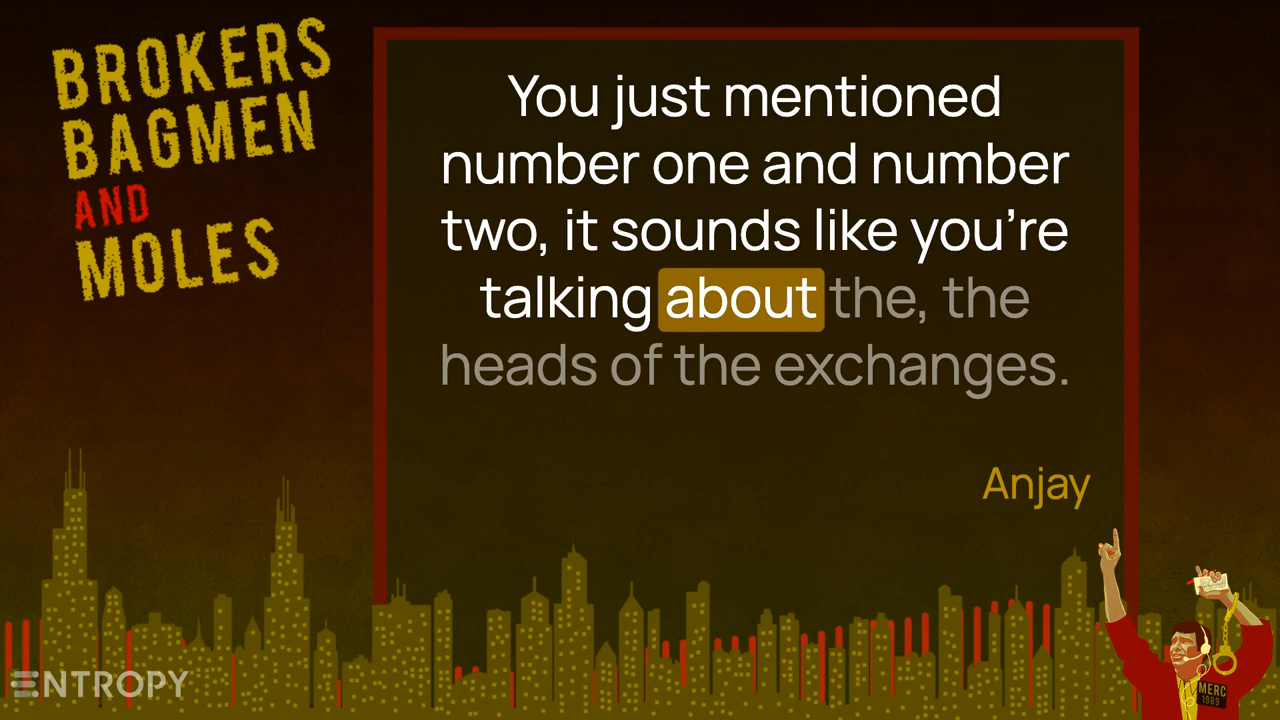 BROKERS
BAGMEN
AND
MOLES
You just mentioned
number one and number
two, it sounds like you’re
talking about the, the
heads of the exchanges.
Anjay
ENTROPY
MERC
1989